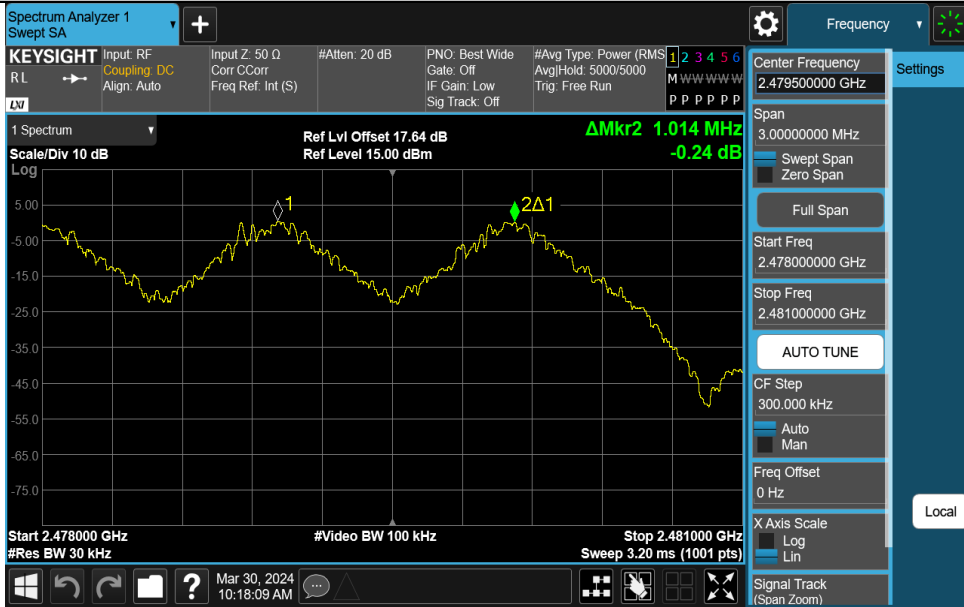 Spectrum Analyzer 1
Swept SA
+
Frequency
KEYSIGHT
RL
LXI
Input: RF
Coupling: DC
Align: Auto
Input Z: 50 Ω
Corr CCorr
Freq Ref: Int (S)
#Atten: 20 dB
PNO: Best Wide
Gate: Off
IF Gain: Low
Sig Track: Off
#Avg Type: Power (RMS
Avg|Hold: 5000/5000
Trig: Free Run
1 2 3 4 5 6
M W W W W W
P P P P P P
1 Spectrum
Scale/Div 10 dB
Log
Ref Lvl Offset 17.64 dB
Ref Level 15.00 dBm
ΔMkr2 1.014 MHz
-0.24 dB
1
2Δ1
5.00
-5.00
-15.0
-25.0
-35.0
-45.0
-55.0
-65.0
-75.0
Start 2.478000 GHz
#Res BW 30 kHz
#Video BW 100 kHz
Stop 2.481000 GHz
Sweep 3.20 ms (1001 pts)
Center Frequency
2.479500000 GHz
Span
3.00000000 MHz
Swept Span
Zero Span
Full Span
Start Freq
2.478000000 GHz
Stop Freq
2.481000000 GHz
AUTO TUNE
CF Step
300.000 kHz
Auto
Man
Freq Offset
0 Hz
X Axis Scale
Log
Lin
Signal Track
(Span Zoom)
Settings
Local
?
Mar 30, 2024
10:18:09 AM